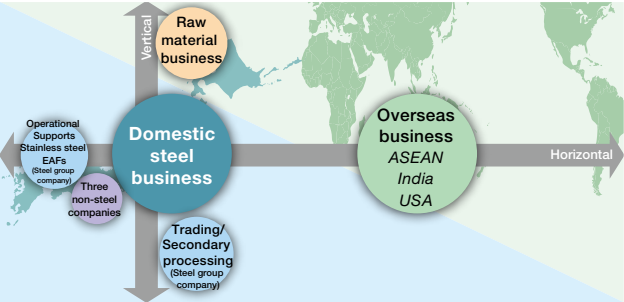 Vertical
Raw
material
business
Operational
Supports
Stainless steel
EAFs
(Steel group
company)
Domestic
steel
business
Overseas
business
ASEAN
India
USA
Horizontal
Three
non-steel
companies
Trading/
Secondary
processing
(Steel group
company)